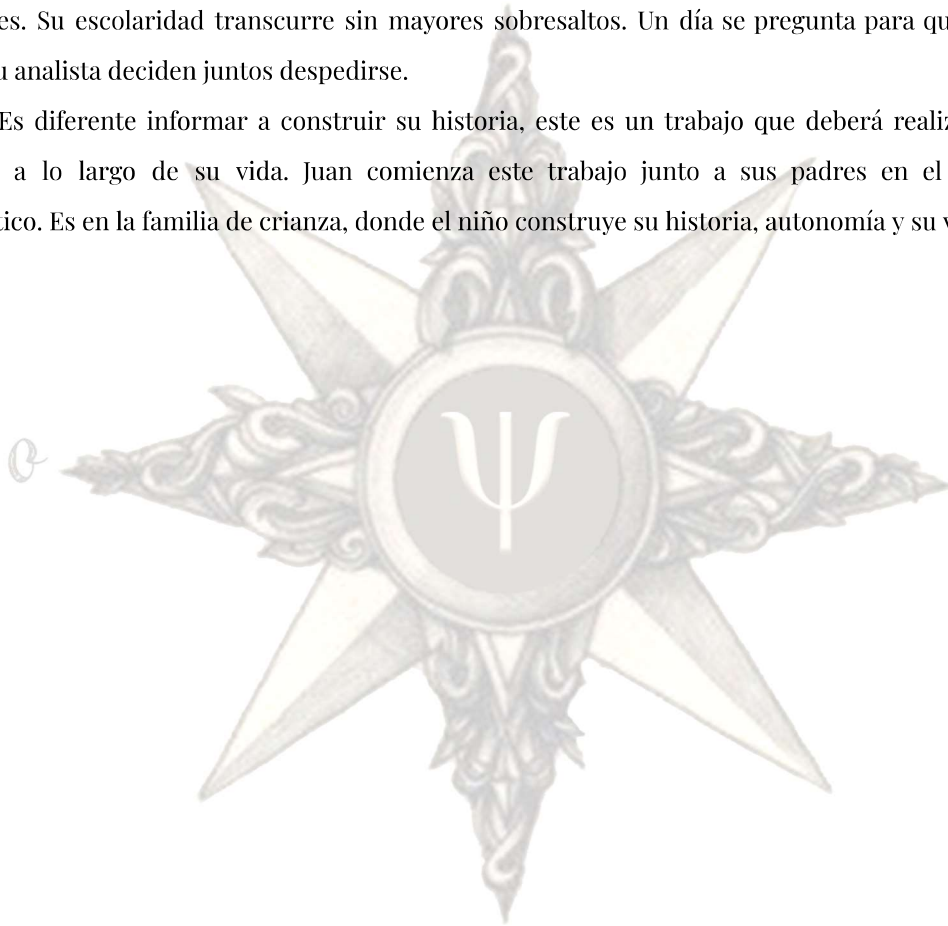 es. Su escolaridad transcurre sin mayores sobresaltos. Un día se pregunta para qu
u analista deciden juntos despedirse.
Es diferente informar a construir su historia, este es un trabajo que deberá realiz
a lo largo de su vida. Juan comienza este trabajo junto a sus padres en el
tico. Es en la familia de crianza, donde el niño construye su historia, autonomía y su v
O
Ψ